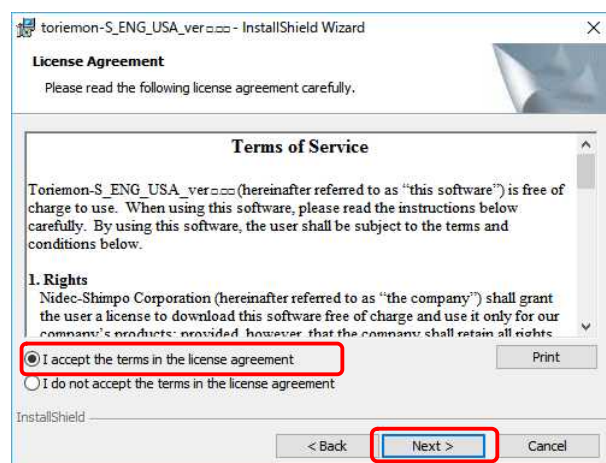 toriemon-S_ENG_USA_ver□.□□ - InstallShield Wizard
License Agreement
Please read the following license agreement carefully.
Terms of Service
Toriemon-S_ENG_USA_ver□.□□ (hereinafter referred to as “this software”) is free of
charge to use. When using this software, please read the instructions below
carefully. By using this software, the user shall be subject to the terms and
conditions below.
1. Rights
Nidec-Shimpo Corporation (hereinafter referred to as “the company”) shall grant
the user a license to download this software free of charge and use it only for our
company’s products; provided, however, that the company shall retain all rights
I accept the terms in the license agreement
Print
I do not accept the terms in the license agreement
InstallShield
< Back Next > Cancel